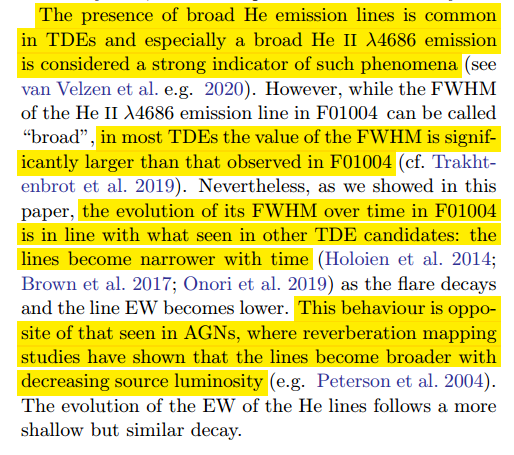 The presence of broad He emission lines is common
in TDEs and especially a broad He II λ4686 emission
is considered a strong indicator of such phenomena (see
van Velzen et al. e.g. 2020). However, while the FWHM
of the He II λ4686 emission line in F01004 can be called
“broad”, in most TDEs the value of the FWHM is signif-
icantly larger than that observed in F01004 (cf. Trakht-
enbrot et al. 2019). Nevertheless, as we showed in this
paper, the evolution of its FWHM over time in F01004
is in line with what seen in other TDE candidates: the
lines become narrower with time (Holoien et al. 2014;
Brown et al. 2017; Onori et al. 2019) as the flare decays
and the line EW becomes lower. This behaviour is oppo-
site of that seen in AGNs, where reverberation mapping
studies have shown that the lines become broader with
decreasing source luminosity (e.g. Peterson et al. 2004).
The evolution of the EW of the He lines follows a more
shallow but similar decay.